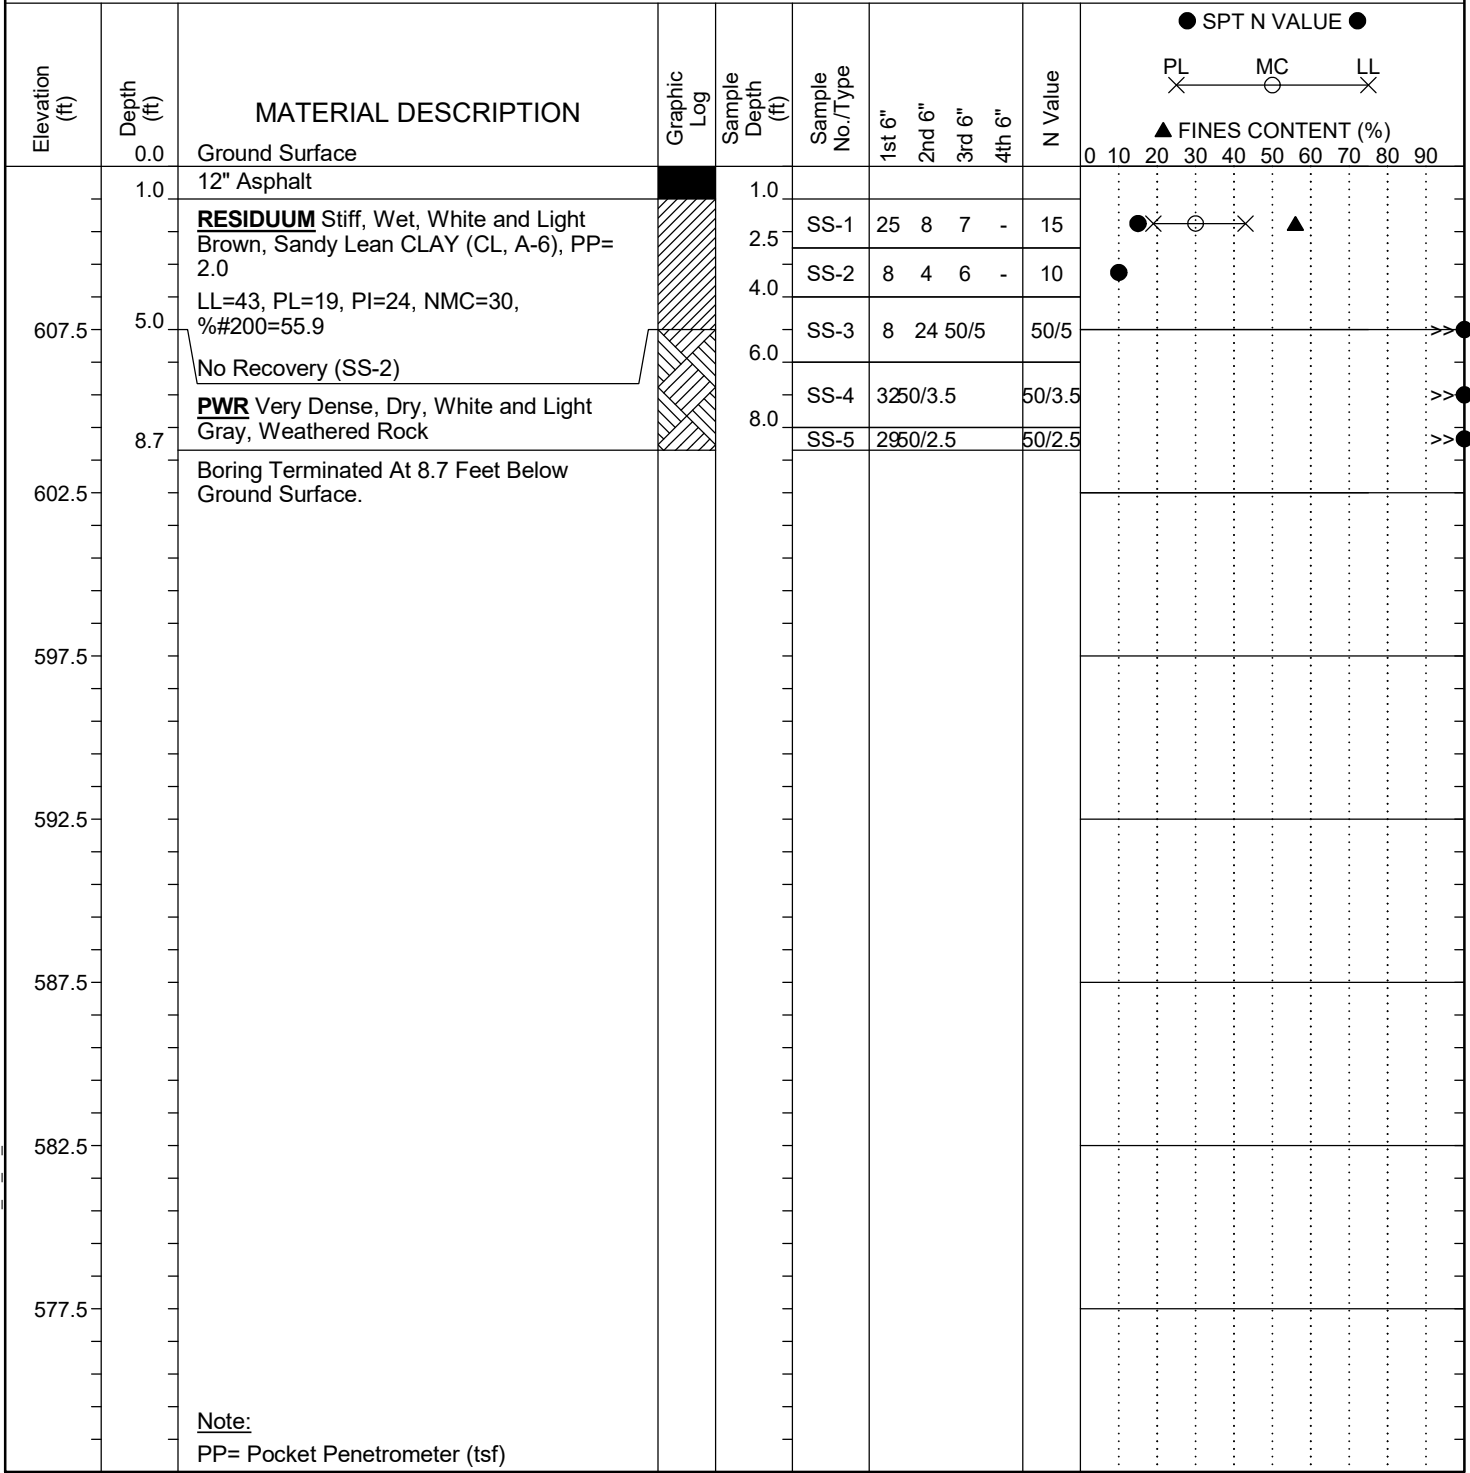 ● SPT N VALUE ●
PL MC LL
▲ FINES CONTENT (%)
0 10 20 30 40 50 60 70 80 90
Elevation
(ft)
Depth
(ft)
0.0
MATERIAL DESCRIPTION
Ground Surface
Graphic
Log
Sample
Depth
(ft)
Sample
No./Type
1st 6"
2nd 6"
3rd 6"
4th 6"
N Value
1.0 12" Asphalt 1.0
RESIDUUM Stiff, Wet, White and Light
Brown, Sandy Lean CLAY (CL, A-6), PP=
2.0
LL=43, PL=19, PI=24, NMC=30,
%#200=55.9
SS-1 25 8 7 - 15
2.5
SS-2 8 4 6 - 10
4.0
607.5 5.0
SS-3 8 24 50/5 50/5 >>
6.0
No Recovery (SS-2)
PWR Very Dense, Dry, White and Light
Gray, Weathered Rock
SS-4 32 50/3.5 50/3.5 >>
8.0
8.7 SS-5 29 50/2.5 50/2.5 >>
Boring Terminated At 8.7 Feet Below
Ground Surface.
602.5
597.5
592.5
587.5
582.5
577.5
Note:
PP= Pocket Penetrometer (tsf)